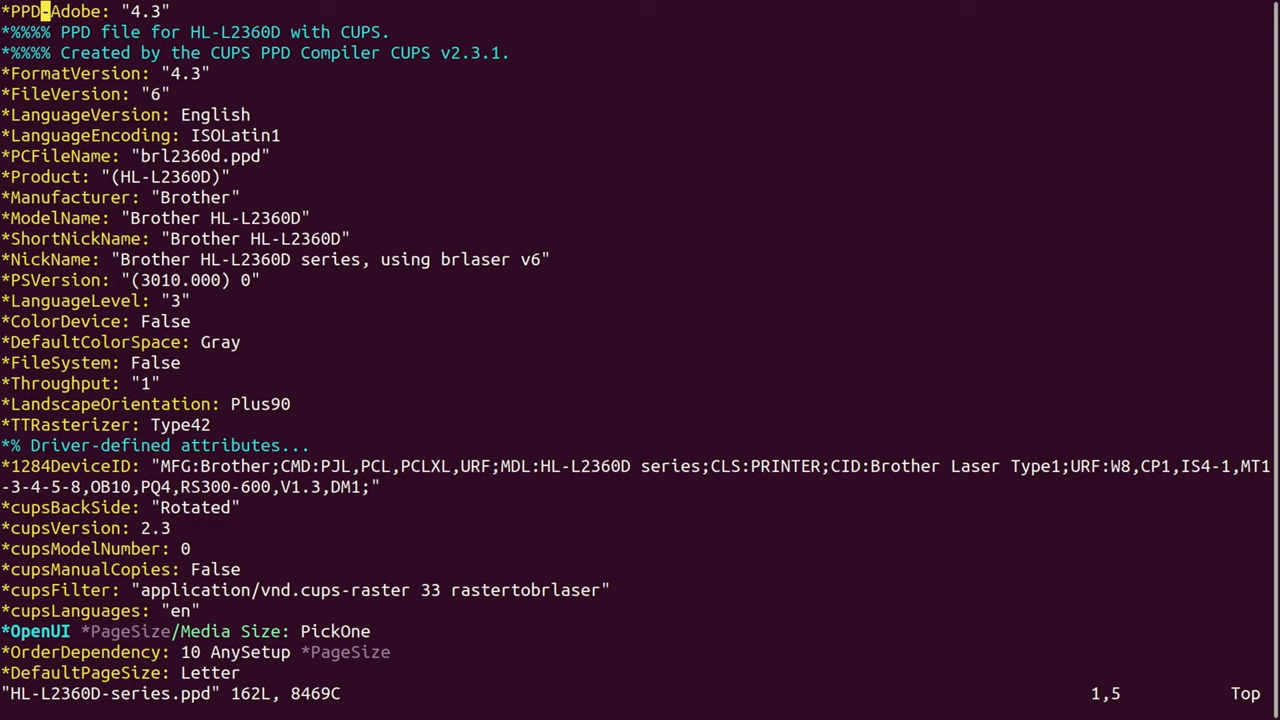 *PPD-Adobe: "4.3"
*%%%% PPD file for HL-L2360D with CUPS.
*%%%% Created by the CUPS PPD Compiler CUPS v2.3.1.
*FormatVersion: "4.3"
*FileVersion: "6"
*LanguageVersion: English
*LanguageEncoding: ISOLatin1
*PCFileName: "brl2360d.ppd"
*Product: "(HL-L2360D)"
*Manufacturer: "Brother"
*ModelName: "Brother HL-L2360D"
*ShortNickName: "Brother HL-L2360D"
*NickName: "Brother HL-L2360D series, using brlaser v6"
*PSVersion: "(3010.000) 0"
*LanguageLevel: "3"
*ColorDevice: False
*DefaultColorSpace: Gray
*FileSystem: False
*Throughput: "1"
*LandscapeOrientation: Plus90
*TTRasterizer: Type42
*% Driver-defined attributes...
*1284DeviceID: "MFG:Brother;CMD:PJL,PCL,PCLXL,URF;MDL:HL-L2360D series;CLS:PRINTER;CID:Brother Laser Type1;URF:W8,CP1,IS4-1,MT1
-3-4-5-8,OB10,PQ4,RS300-600,V1.3,DM1;"
*cupsBackSide: "Rotated"
*cupsVersion: 2.3
*cupsModelNumber: 0
*cupsManualCopies: False
*cupsFilter: "application/vnd.cups-raster 33 rastertobrlaser"
*cupsLanguages: "en"
*OpenUI *PageSize/Media Size: PickOne
*OrderDependency: 10 AnySetup *PageSize
*DefaultPageSize: Letter
"HL-L2360D-series.ppd" 162L, 8469C 1,5 Top